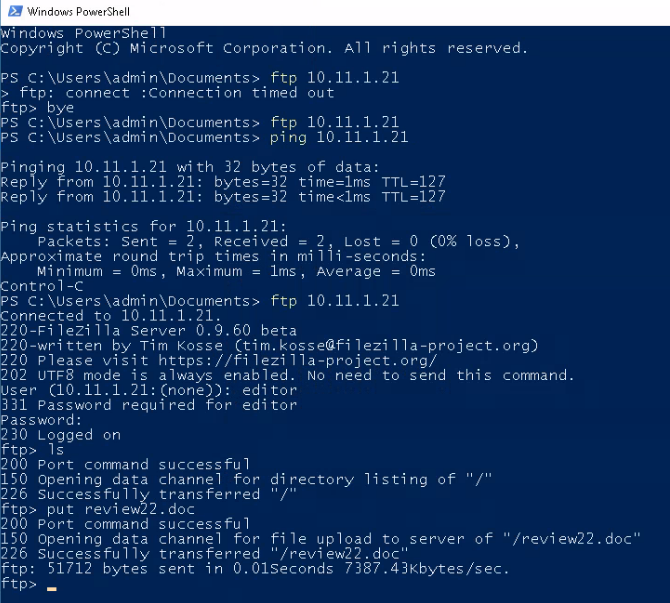 Windows PowerShell
Windows PowerShell
Copyright (C) Microsoft Corporation. All rights reserved.
PS C:\Users\admin\Documents> ftp 10.11.1.21
> ftp: connect :Connection timed out
ftp> bye
PS C:\Users\admin\Documents> ftp 10.11.1.21
PS C:\Users\admin\Documents> ping 10.11.1.21
Pinging 10.11.1.21 with 32 bytes of data:
Reply from 10.11.1.21: bytes=32 time=1ms TTL=127
Reply from 10.11.1.21: bytes=32 time<1ms TTL=127
Ping statistics for 10.11.1.21:
    Packets: Sent = 2, Received = 2, Lost = 0 (0% loss),
Approximate round trip times in milli-seconds:
    Minimum = 0ms, Maximum = 1ms, Average = 0ms
Control-C
PS C:\Users\admin\Documents> ftp 10.11.1.21
Connected to 10.11.1.21.
220-FileZilla Server 0.9.60 beta
220-written by Tim Kosse (tim.kosse@filezilla-project.org)
220 Please visit https://filezilla-project.org/
202 UTF8 mode is always enabled. No need to send this command.
User (10.11.1.21:(none)): editor
331 Password required for editor
Password:
230 Logged on
ftp> ls
200 Port command successful
150 Opening data channel for directory listing of "/"
226 Successfully transferred "/"
ftp> put review22.doc
200 Port command successful
150 Opening data channel for file upload to server of "/review22.doc"
226 Successfully transferred "/review22.doc"
ftp: 51712 bytes sent in 0.01Seconds 7387.43Kbytes/sec.
ftp>